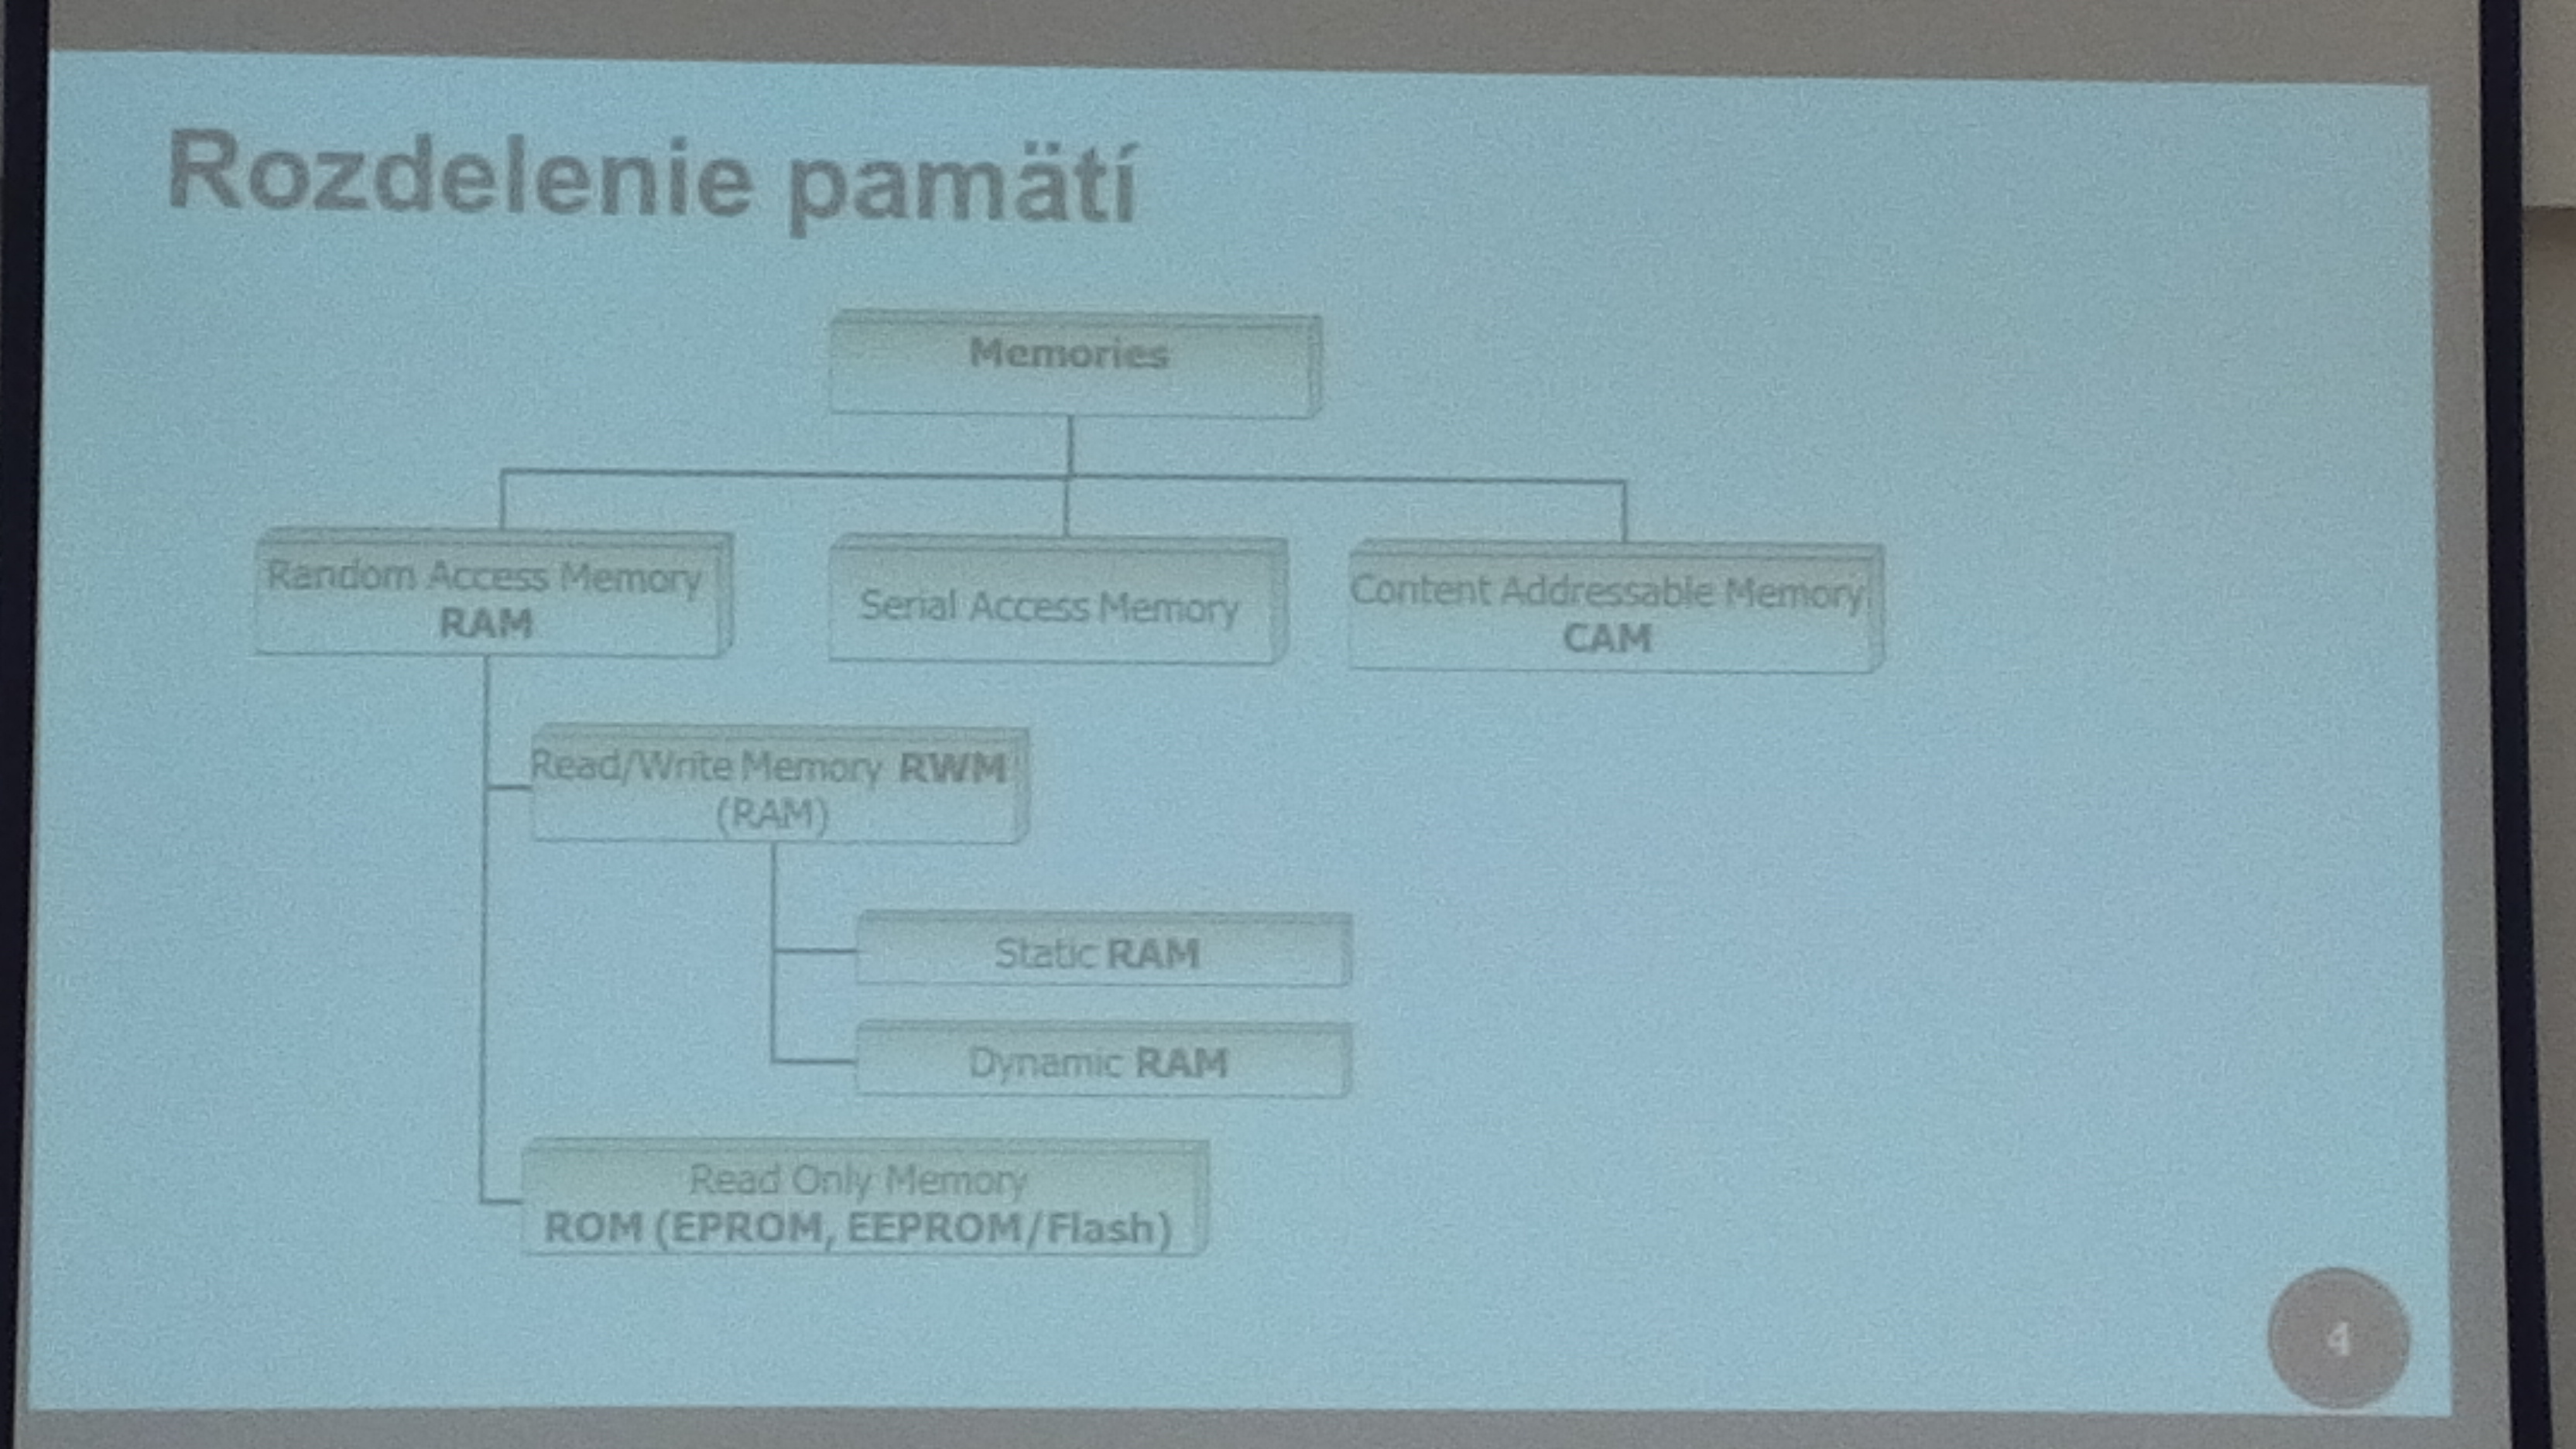 Rozdelenie pamätí
Memories
Random Access Memory
RAM
Serial Access Memory
Content Addressable Memory
CAM
Read/Write Memory RWM
(RAM)
Static RAM
Dynamic RAM
Read Only Memory
ROM (EPROM, EEPROM/Flash)
4